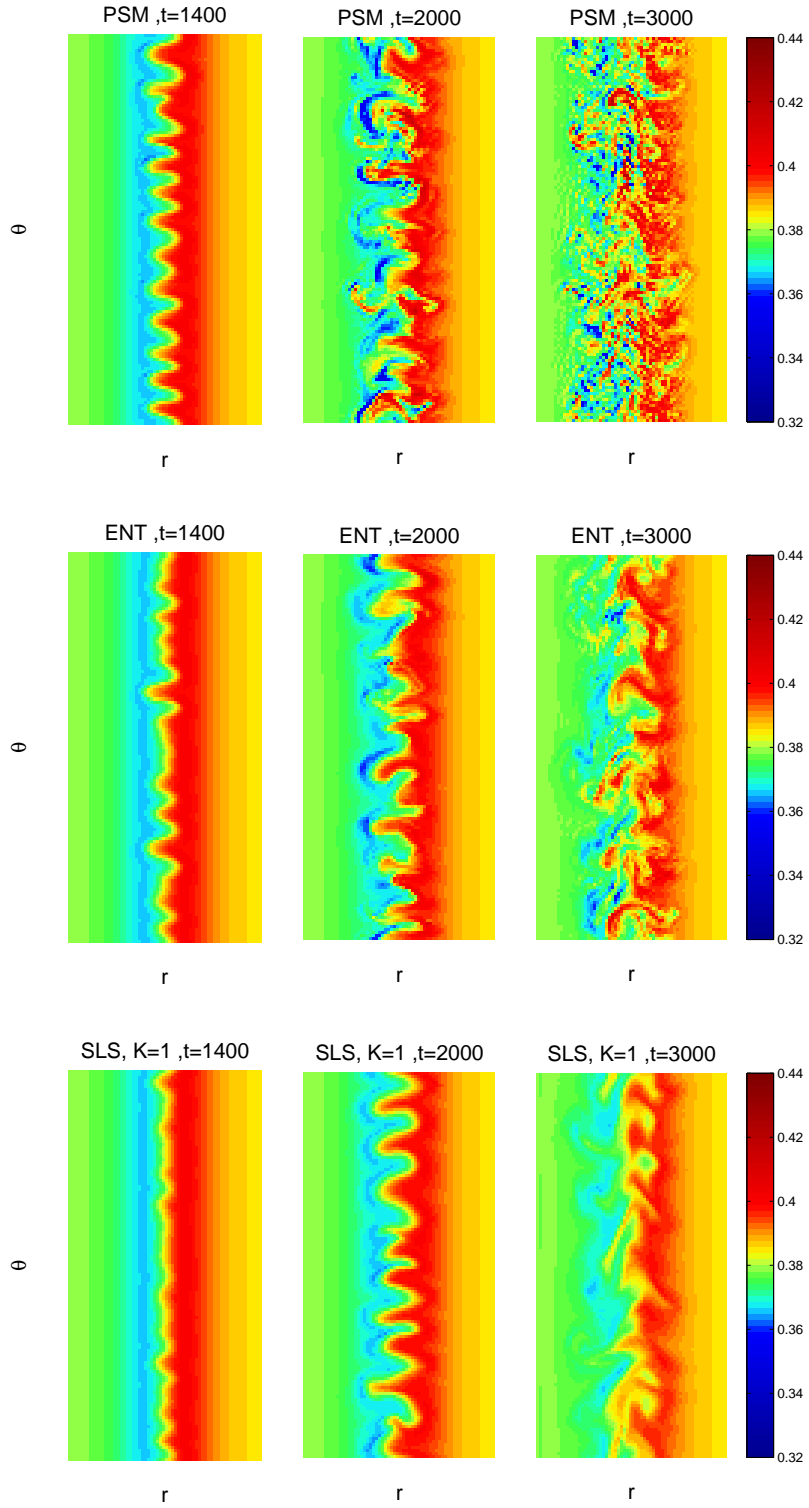 PSM ,t=1400
PSM ,t=2000
PSM ,t=3000
θ
r
r
r
0.44
0.42
0.4
0.38
0.36
0.34
0.32
ENT ,t=1400
ENT ,t=2000
ENT ,t=3000
θ
r
r
r
0.44
0.42
0.4
0.38
0.36
0.34
0.32
SLS, K=1 ,t=1400
SLS, K=1 ,t=2000
SLS, K=1 ,t=3000
θ
r
r
r
0.44
0.42
0.4
0.38
0.36
0.34
0.32